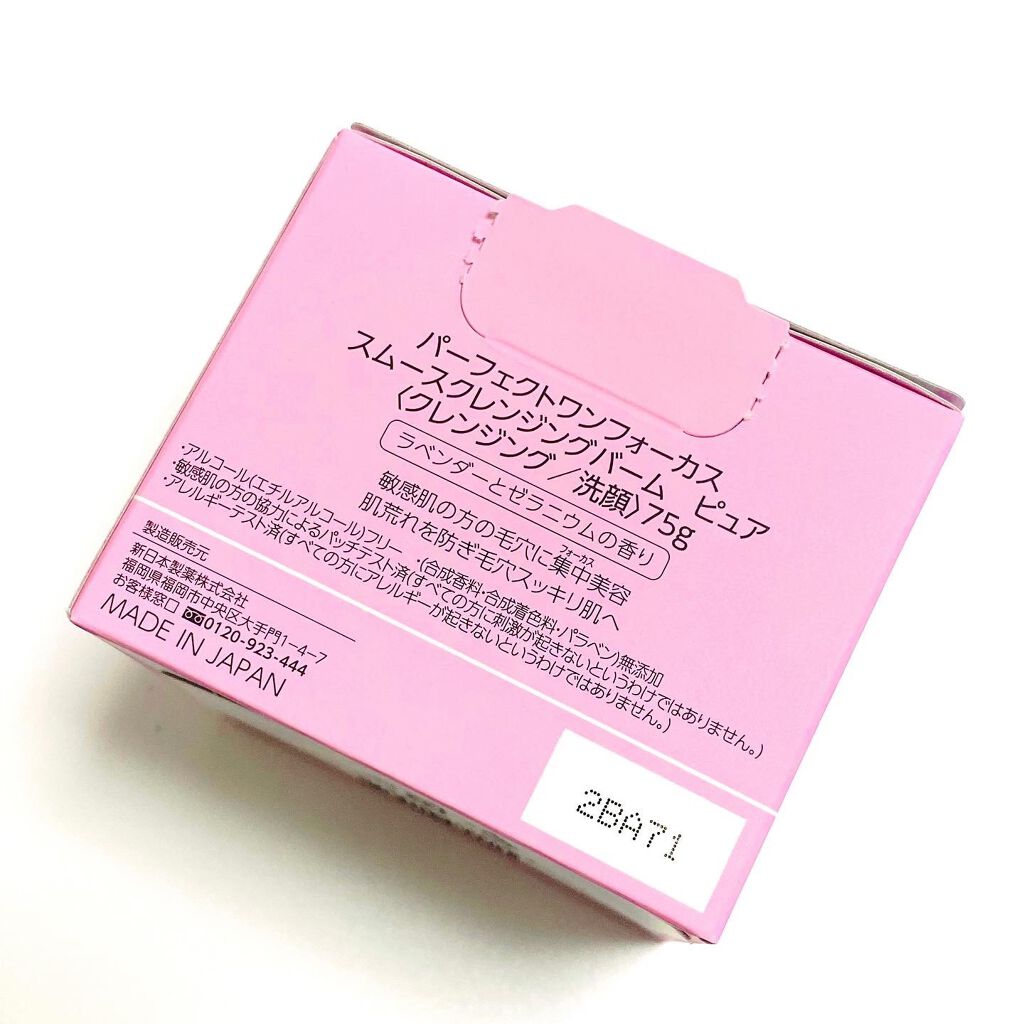 パーフェクトワンフォーカス
スムースクレンジングバーム ピュア
〈クレンジング/洗顔〉75g
ラベンダーとゼラニウムの香り
敏感肌の方の毛穴に集中美容
フォーカス
肌荒れを防ぎ毛穴スッキリ肌へ
・アルコール(エチルアルコール)フリー (合成香料・合成着色料・パラベン)無添加
・敏感肌の方の協力によるパッチテスト済(すべての方に刺激が起きないというわけではありません。)
・アレルギーテスト済(すべての方にアレルギーが起きないというわけではありません。)
製造販売元
新日本製薬株式会社
福岡県福岡市中央区大手門1-4-7
お客様窓口 0120-923-444
MADE IN JAPAN
2BAT1